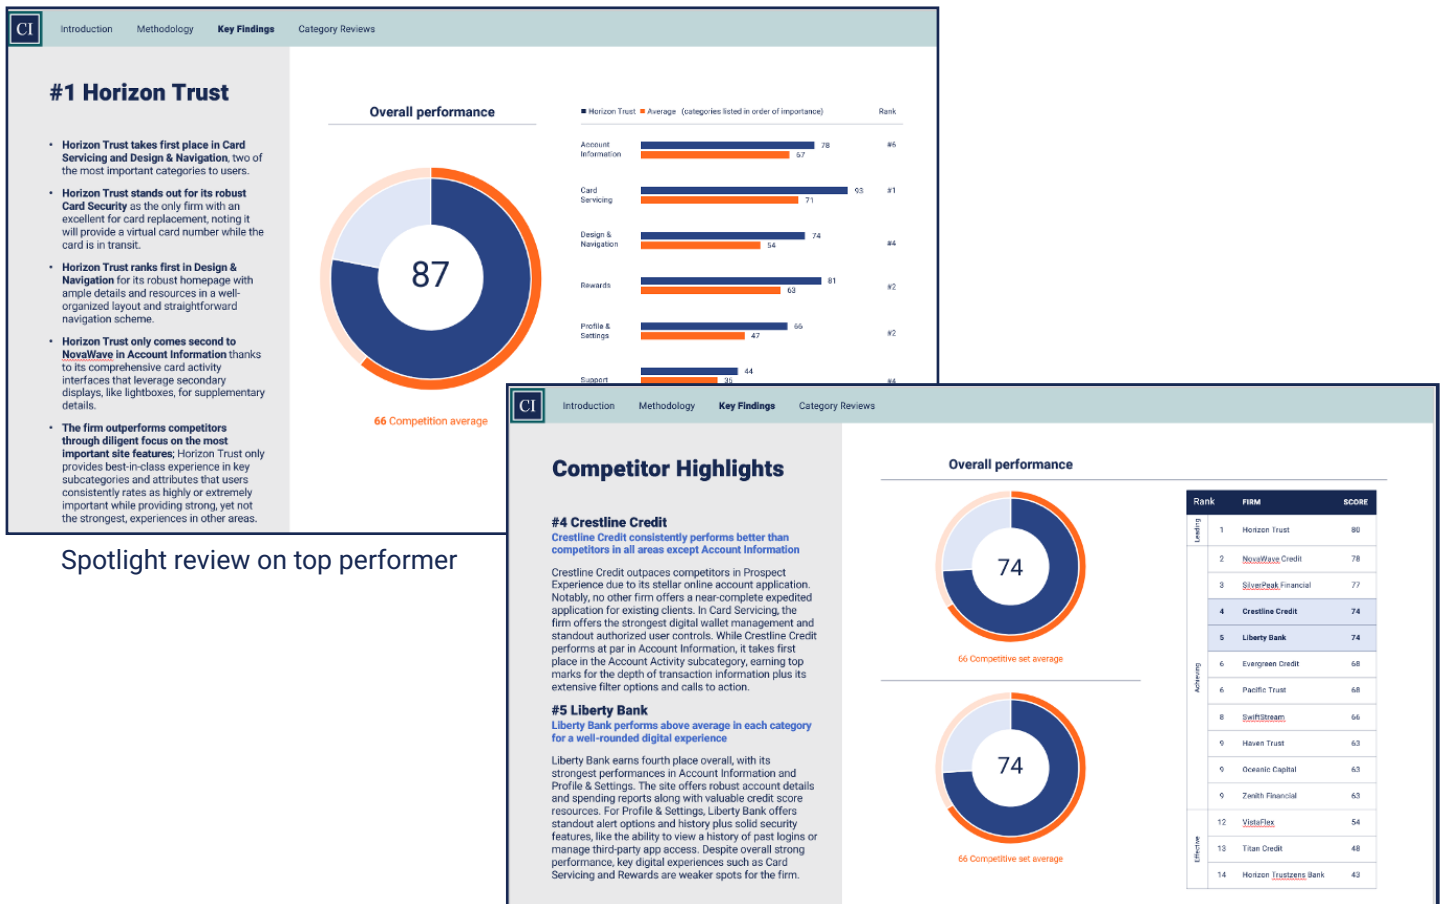 CI
Introduction Methodology Key Findings Category Reviews
#1 Horizon Trust
• Horizon Trust takes first place in Card
Servicing and Design & Navigation, two of
the most important categories to users.
• Horizon Trust stands out for its robust
Card Security as the only firm with an
excellent for card replacement, noting it
will provide a virtual card number while the
card is in transit.
• Horizon Trust ranks first in Design &
Navigation for its robust homepage with
ample details and resources in a well-
organized layout and straightforward
navigation scheme.
• Horizon Trust only comes second to
NovaWave in Account Information thanks
to its comprehensive card activity
interfaces that leverage secondary
displays, like lightboxes, for supplementary
details.
• The firm outperforms competitors
through diligent focus on the most
important site features; Horizon Trust only
provides best-in-class experience in key
subcategories and attributes that users
consistently rates as highly or extremely
important while providing strong, yet not
the strongest, experiences in other areas.
Overall performance
87
66 Competition average
Horizon Trust Average (categories listed in order of importance) Rank
Account
Information
78
67
#6
Card
Servicing
93
71
#1
Design &
Navigation
74
54
#4
Rewards
81
63
#2
Profile &
Settings
66
47
#2
Support
44
35
#4
Spotlight review on top performer
CI
Introduction Methodology Key Findings Category Reviews
Competitor Highlights
#4 Crestline Credit
Crestline Credit consistently performs better than
competitors in all areas except Account Information
Crestline Credit outpaces competitors in Prospect
Experience due to its stellar online account application.
Notably, no other firm offers a near-complete expedited
application for existing clients. In Card Servicing, the
firm offers the strongest digital wallet management and
standout authorized user controls. While Crestline Credit
performs at par in Account Information, it takes first
place in the Account Activity subcategory, earning top
marks for the depth of transaction information plus its
extensive filter options and calls to action.
#5 Liberty Bank
Liberty Bank performs above average in each category
for a well-rounded digital experience
Liberty Bank earns fourth place overall, with its
strongest performances in Account Information and
Profile & Settings. The site offers robust account details
and spending reports along with valuable credit score
resources. For Profile & Settings, Liberty Bank offers
standout alert options and history plus solid security
features, like the ability to view a history of past logins or
manage third-party app access. Despite overall strong
performance, key digital experiences such as Card
Servicing and Rewards are weaker spots for the firm.
Overall performance
74
66 Competitive set average
74
66 Competitive set average
Rank FIRM SCORE
Leading
1 Horizon Trust 80
Achieving
2 NovaWave Credit 78
3 SilverPeak Financial 77
4 Crestline Credit 74
5 Liberty Bank 74
6 Evergreen Credit 68
6 Pacific Trust 68
8 SwiftStream 66
9 Haven Trust 63
9 Oceanic Capital 63
9 Zenith Financial 63
Effective
12 VistaFlex 54
13 Titan Credit 48
14 Horizon Trustzens Bank 43